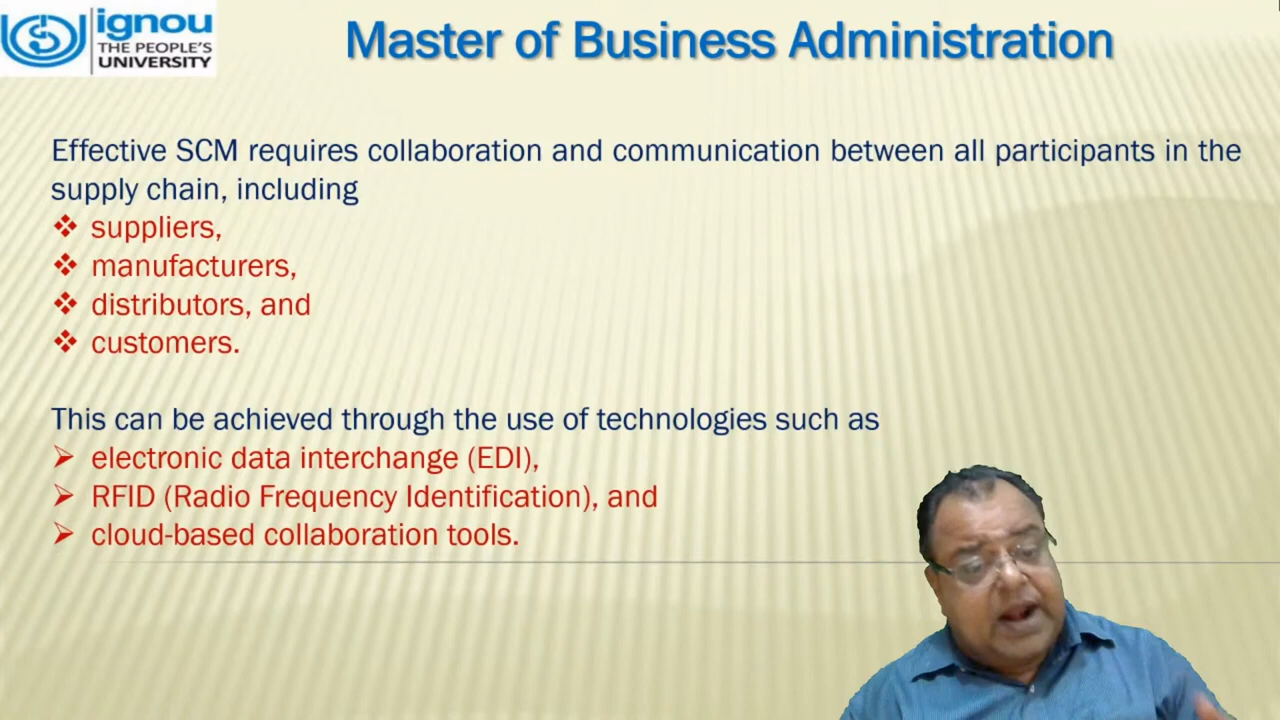 ignou
THE PEOPLE'S
UNIVERSITY
Master of Business Administration
Effective SCM requires collaboration and communication between all participants in the
supply chain, including
❖ suppliers,
❖ manufacturers,
❖ distributors, and
❖ customers.
This can be achieved through the use of technologies such as
➢ electronic data interchange (EDI),
➢ RFID (Radio Frequency Identification), and
➢ cloud-based collaboration tools.